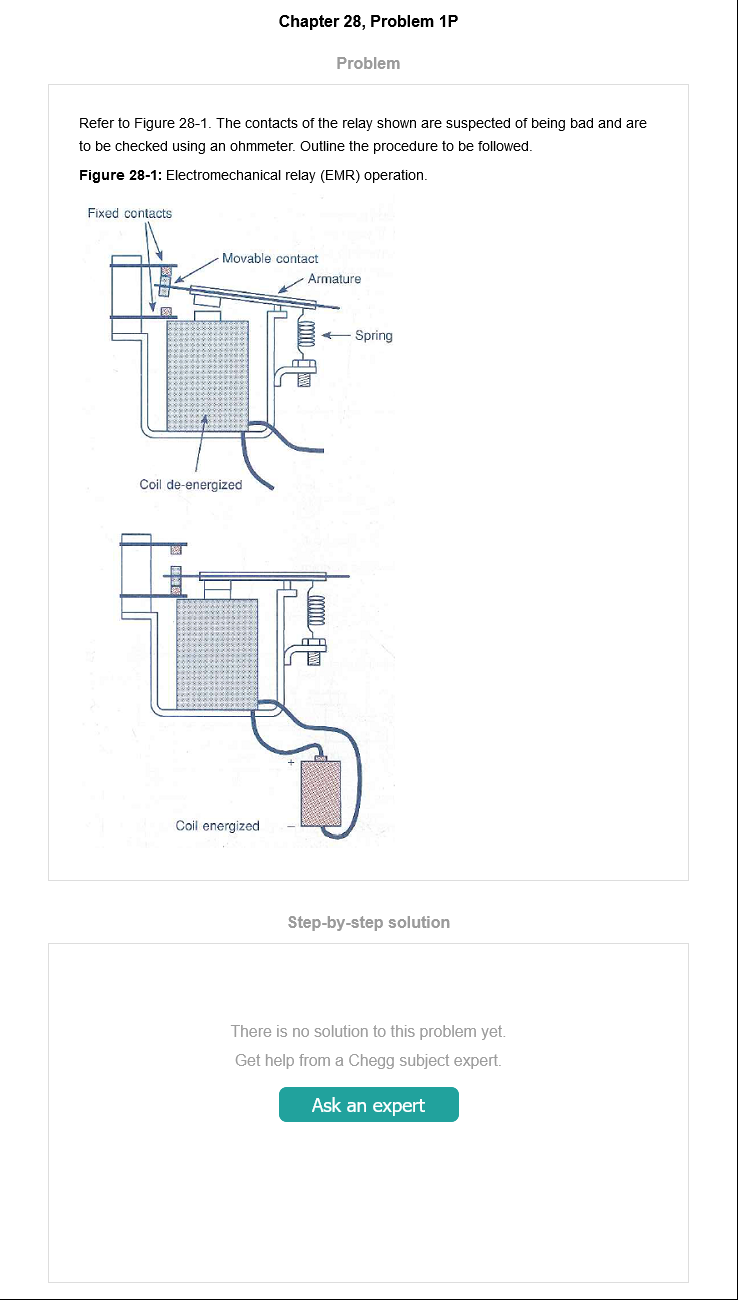 Chapter 28, Problem 1P
Problem
Refer to Figure 28-1. The contacts of the relay shown are suspected of being bad and are
to be checked using an ohmmeter. Outline the procedure to be followed.
Figure 28-1: Electromechanical relay (EMR) operation.
Fixed contacts
Movable contact
Armature
Spring
Coil de-energized
+
Coil energized
−
Step-by-step solution
There is no solution to this problem yet.
Get help from a Chegg subject expert.
Ask an expert